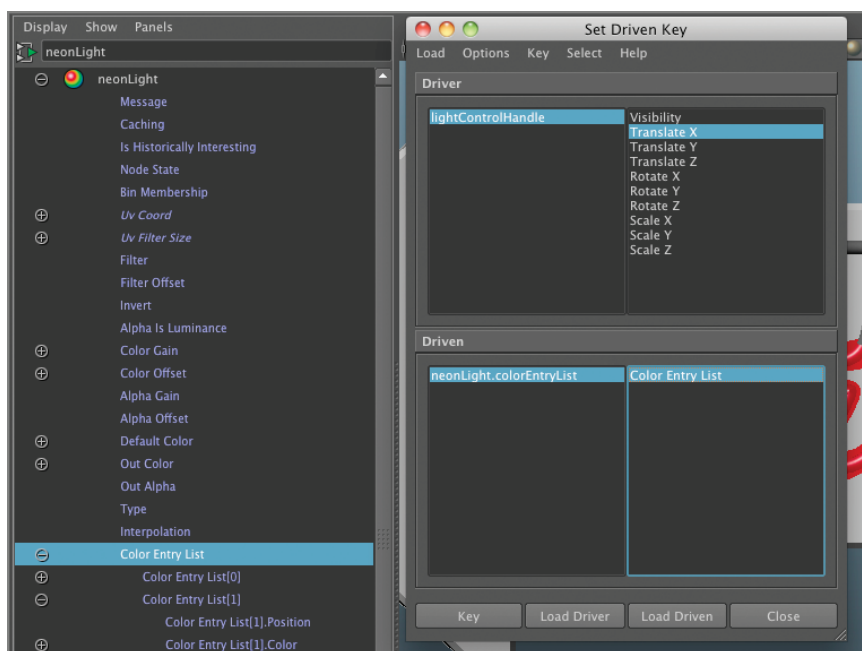 Display Show Panels
neonLight
neonLight
Message
Caching
Is Historically Interesting
Node State
Bin Membership
Uv Coord
Uv Filter Size
Filter
Filter Offset
Invert
Alpha Is Luminance
Color Gain
Color Offset
Alpha Gain
Alpha Offset
Default Color
Out Color
Out Alpha
Type
Interpolation
Color Entry List
Color Entry List[0]
Color Entry List[1]
Color Entry List[1].Position
Color Entry List[1].Color
Set Driven Key
Load Options Key Select Help
Driver
lightControlHandle
Visibility
Translate X
Translate Y
Translate Z
Rotate X
Rotate Y
Rotate Z
Scale X
Scale Y
Scale Z
Driven
neonLight.colorEntryList
Color Entry List
Key Load Driver Load Driven Close